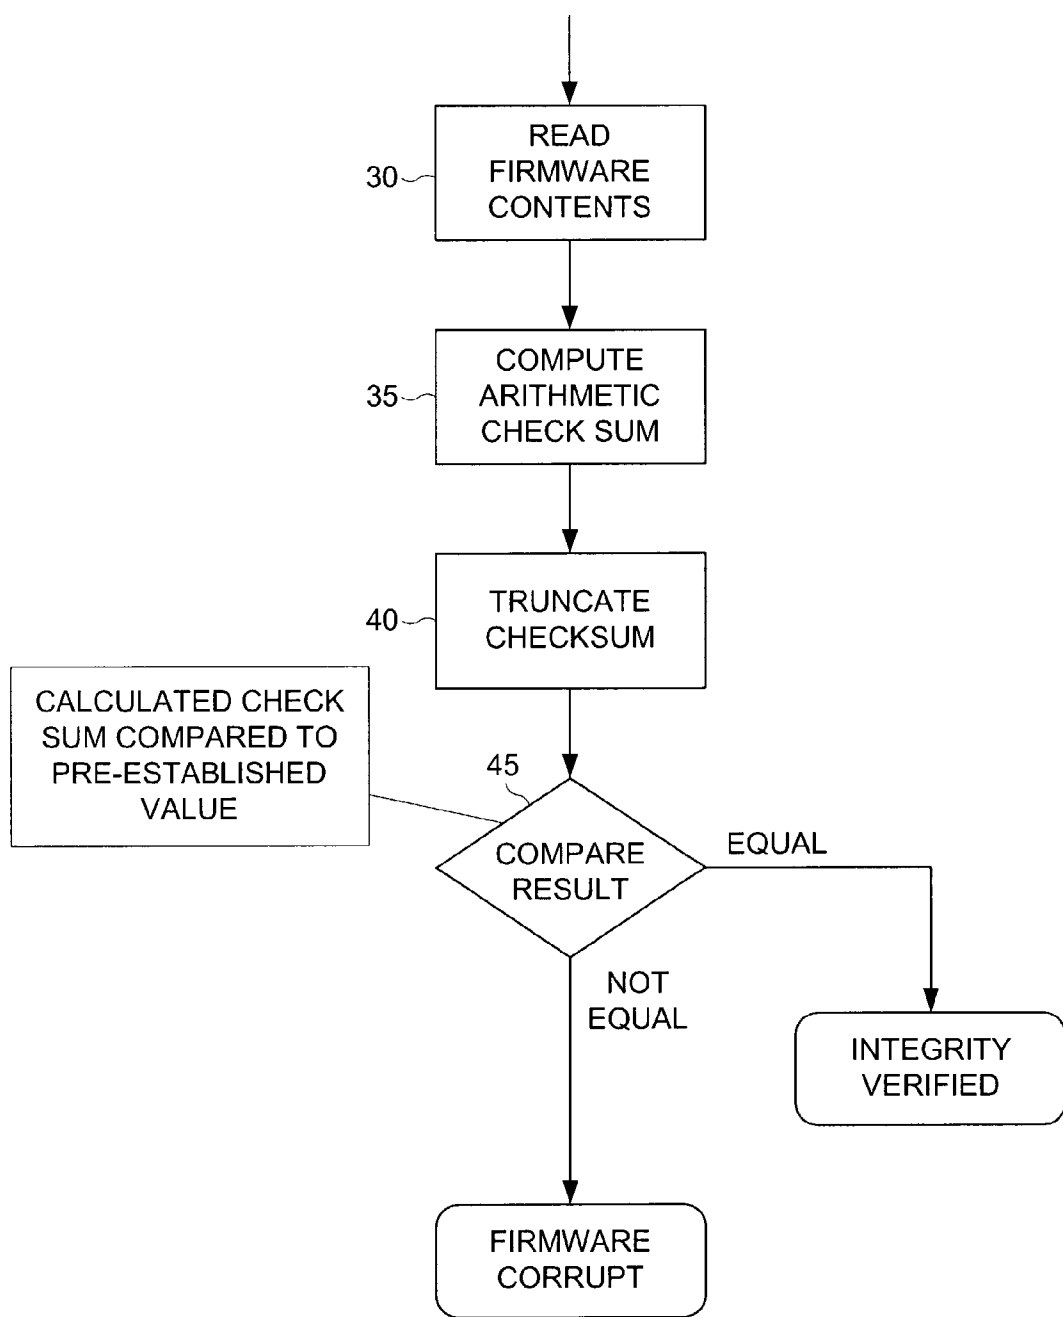 READ
FIRMWARE
CONTENTS
30
COMPUTE
ARITHMETIC
CHECK SUM
35
TRUNCATE
CHECKSUM
40
CALCULATED CHECK
SUM COMPARED TO
PRE-ESTABLISHED
VALUE
45
COMPARE
RESULT
EQUAL
NOT
EQUAL
INTEGRITY
VERIFIED
FIRMWARE
CORRUPT